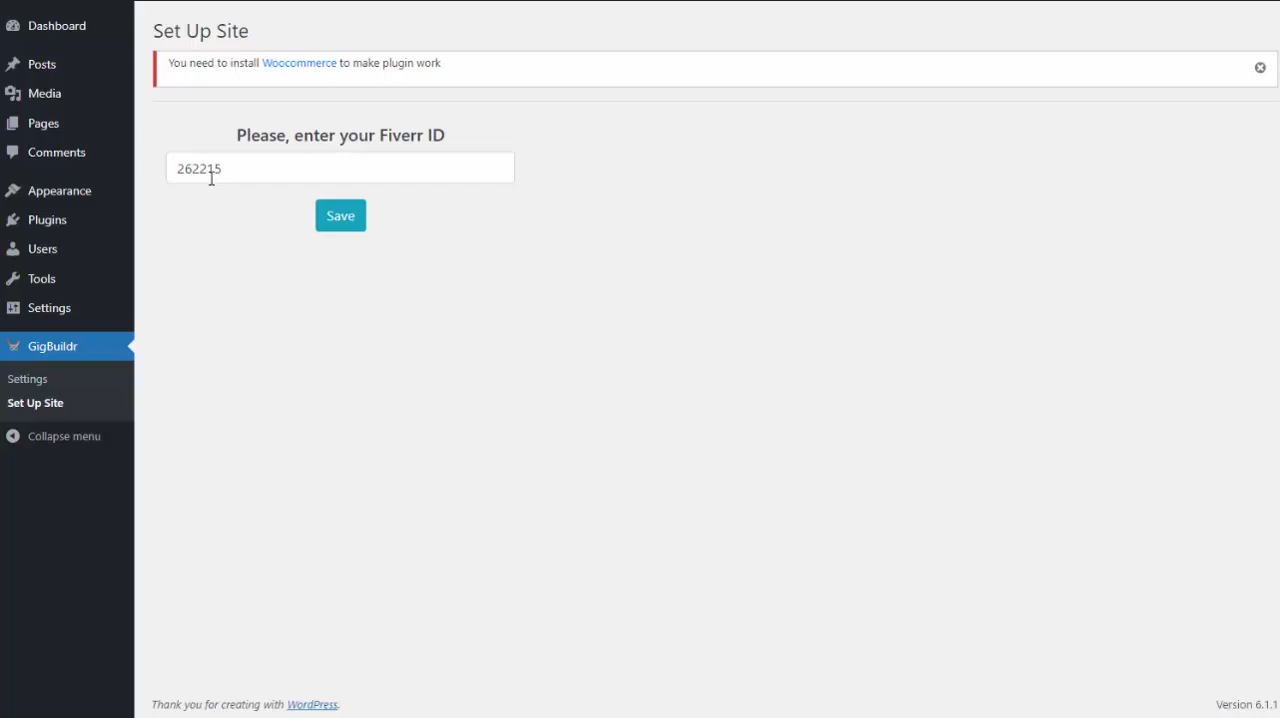 Dashboard
Posts
Media
Pages
Comments
Appearance
Plugins
Users
Tools
Settings
GigBuildr
Settings
Set Up Site
Collapse menu
Set Up Site
You need to install Woocommerce to make plugin work
Please, enter your Fiverr ID
262215
Save
Thank you for creating with WordPress.
Version 6.1.1